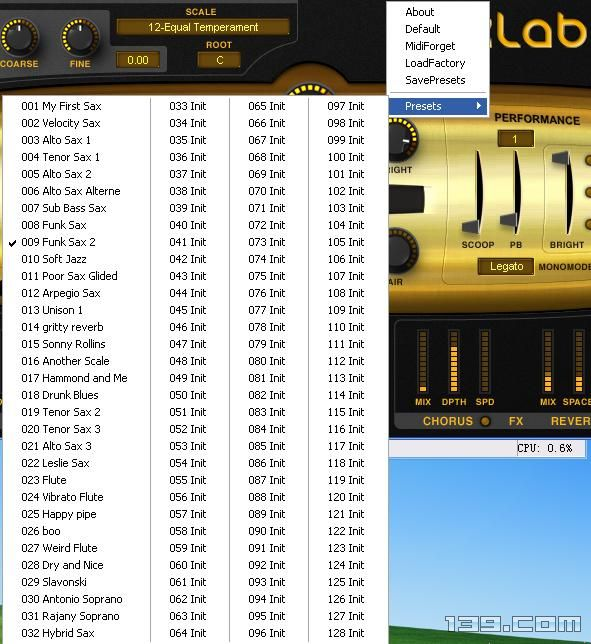 SCALE
12-Equal Temperament
ROOT
COARSE
FINE
0.00
C
Lab
About
Default
MidiForget
LoadFactory
SavePresets
Presets
001 My First Sax
002 Velocity Sax
003 Alto Sax 1
004 Tenor Sax 1
005 Alto Sax 2
006 Alto Sax Alterne
007 Sub Bass Sax
008 Funk Sax
009 Funk Sax 2
010 Soft Jazz
011 Poor Sax Glided
012 Arpegio Sax
013 Unison 1
014 gritty reverb
015 Sonny Rollins
016 Another Scale
017 Hammond and Me
018 Drunk Blues
019 Tenor Sax 2
020 Tenor Sax 3
021 Alto Sax 3
022 Leslie Sax
023 Flute
024 Vibrato Flute
025 Happy pipe
026 boo
027 Weird Flute
028 Dry and Nice
029 Slavonski
030 Antonio Soprano
031 Rajany Soprano
032 Hybrid Sax
033 Init
034 Init
035 Init
036 Init
037 Init
038 Init
039 Init
040 Init
041 Init
042 Init
043 Init
044 Init
045 Init
046 Init
047 Init
048 Init
049 Init
050 Init
051 Init
052 Init
053 Init
054 Init
055 Init
056 Init
057 Init
058 Init
059 Init
060 Init
061 Init
062 Init
063 Init
064 Init
065 Init
066 Init
067 Init
068 Init
069 Init
070 Init
071 Init
072 Init
073 Init
074 Init
075 Init
076 Init
077 Init
078 Init
079 Init
080 Init
081 Init
082 Init
083 Init
084 Init
085 Init
086 Init
087 Init
088 Init
089 Init
090 Init
091 Init
092 Init
093 Init
094 Init
095 Init
096 Init
097 Init
098 Init
099 Init
100 Init
101 Init
102 Init
103 Init
104 Init
105 Init
106 Init
107 Init
108 Init
109 Init
110 Init
111 Init
112 Init
113 Init
114 Init
115 Init
116 Init
117 Init
118 Init
119 Init
120 Init
121 Init
122 Init
123 Init
124 Init
125 Init
126 Init
127 Init
128 Init
PERFORMANCE
1
IGHT
SCOOP
PB
BRIGHT
Legato
MONOMODE
AIR
MIX
DPTH
SPD
MIX
SPACE
CHORUS
FX
REVER
CPU: 0.6%
139.com